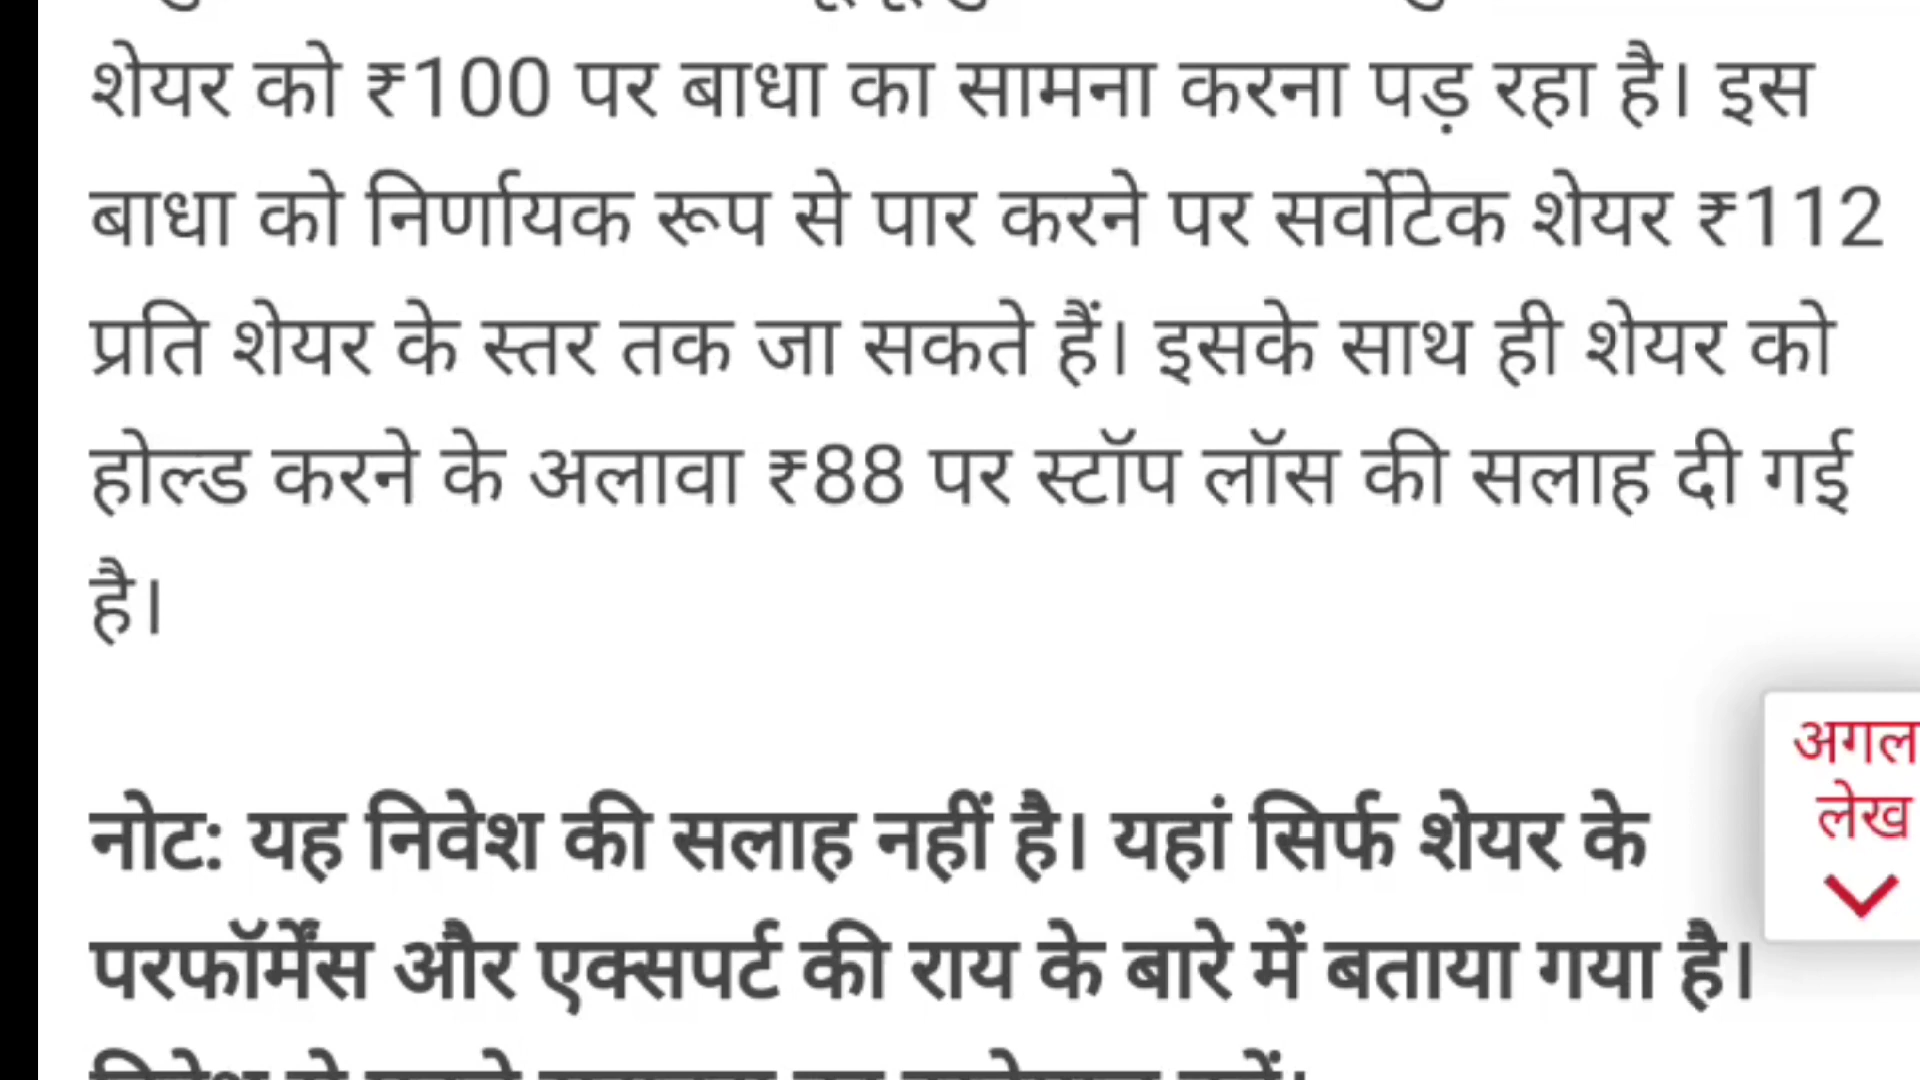 शेयर को ₹100 पर बाधा का सामना करना पड़ रहा है। इस
बाधा को निर्णायक रूप से पार करने पर सर्वोटेक शेयर ₹112
प्रति शेयर के स्तर तक जा सकते हैं। इसके साथ ही शेयर को
होल्ड करने के अलावा ₹88 पर स्टॉप लॉस की सलाह दी गई
है।
अगल
लेख
नोट: यह निवेश की सलाह नहीं है। यहां सिर्फ शेयर के
परफॉर्मेंस और एक्सपर्ट की राय के बारे में बताया गया है।